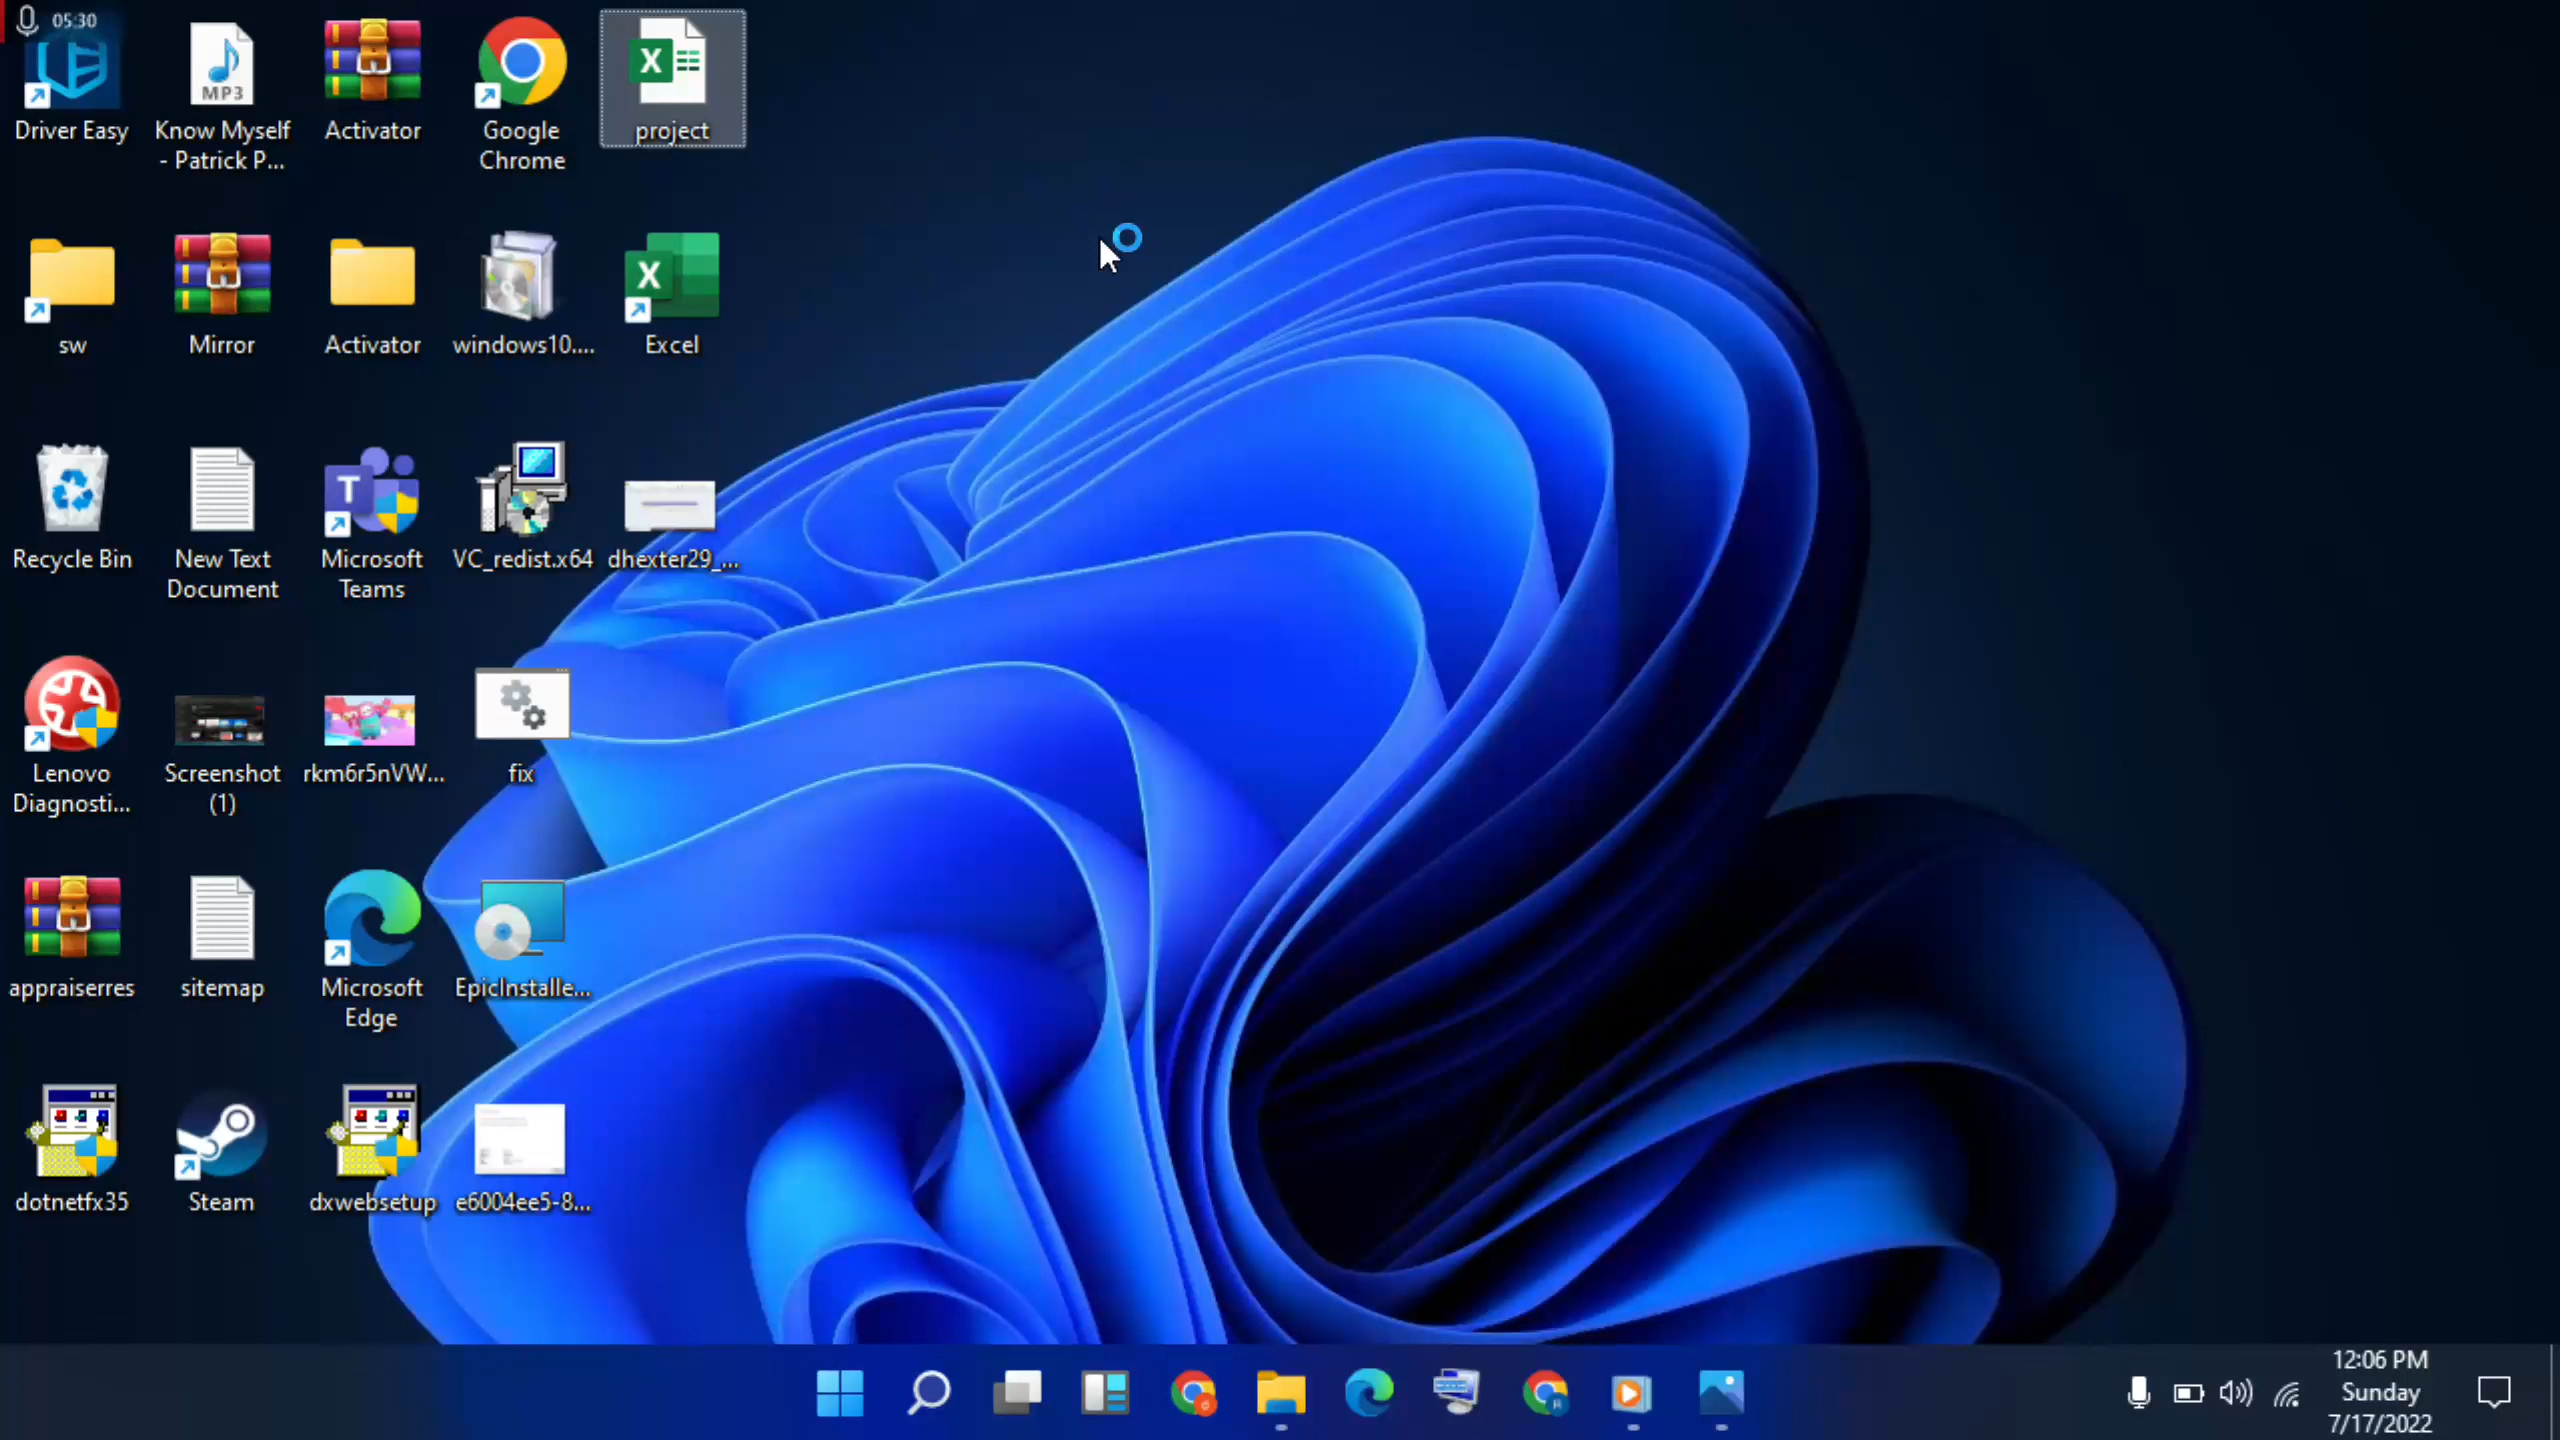 05:30
Driver Easy
MP3
Know Myself
- Patrick P...
Activator
Google
Chrome
X
project
sw
Mirror
Activator
windows10....
X
Excel
Recycle Bin
New Text
Document
T
Microsoft
Teams
VC_redist.x64
dhexter29_...
Lenovo
Diagnosti...
Screenshot
(1)
rkm6r5nVW...
fix
appraiserres
sitemap
Microsoft
Edge
EpicInstalle...
dotnetfx35
Steam
dxwebsetup
e6004ee5-8...
12:06 PM
Sunday
7/17/2022